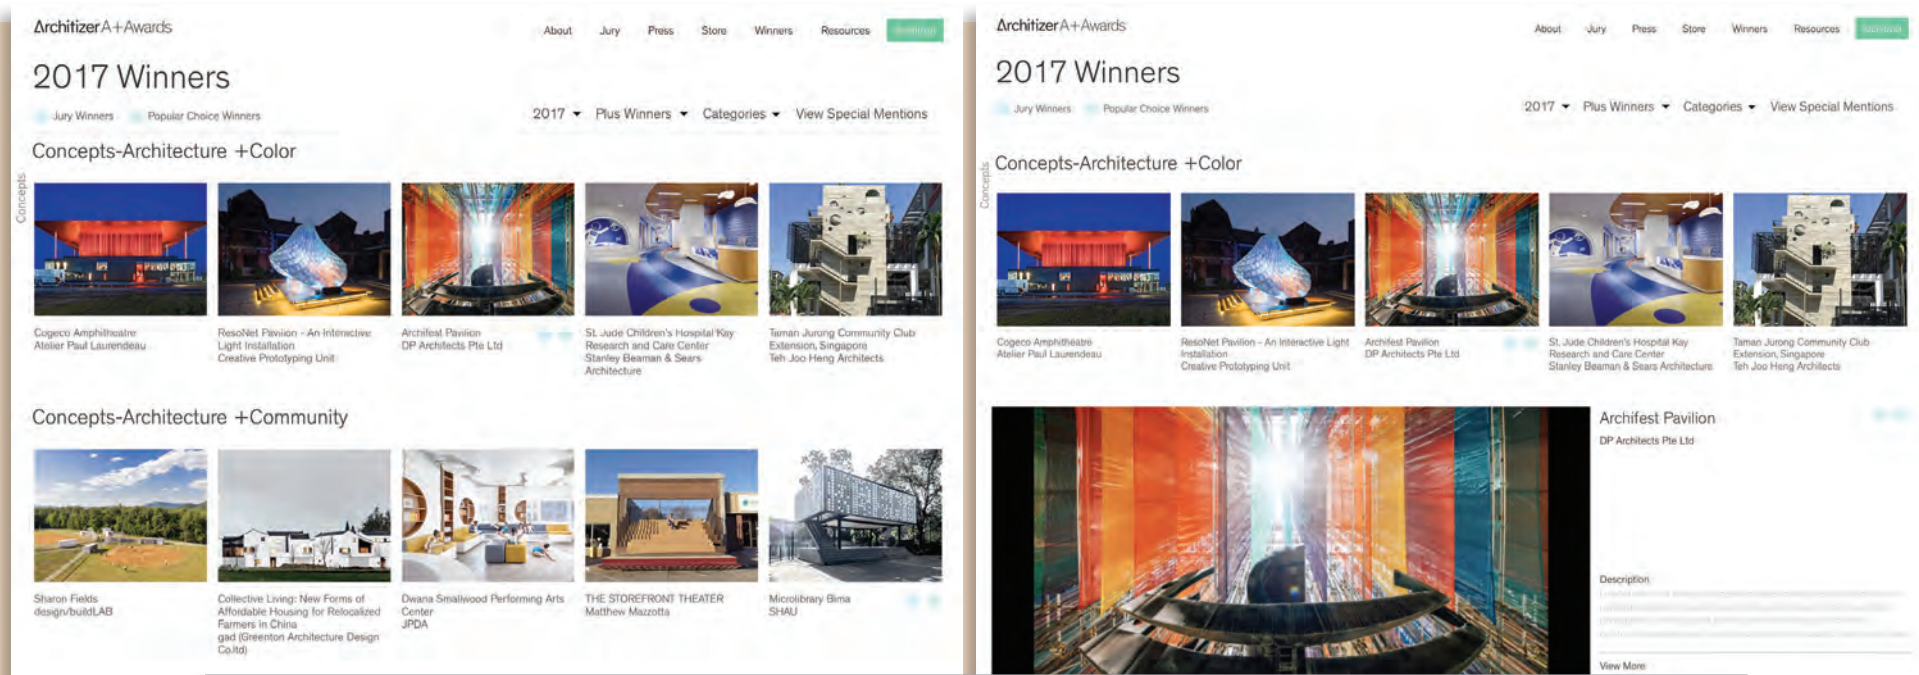 ArchitizerA+Awards
About Jury Press Store Winners Resources
2017 Winners
Jury Winners Popular Choice Winners
2017 Plus Winners Categories View Special Mentions
Concepts-Architecture +Color
Concepts
Cogeco Amphitheatre
Atelier Paul Laurendeau
ResoNet Pavilion - An Interactive
Light Installation
Creative Prototyping Unit
Archifest Pavilion
DP Architects Pte Ltd
St. Jude Children's Hospital Kay
Research and Care Center
Stanley Beaman & Sears
Architecture
Taman Jurong Community Club
Extension, Singapore
Teh Joo Heng Architects
Concepts-Architecture +Community
Sharon Fields
design/buildLAB
Collective Living: New Forms of
Affordable Housing for Relocalized
Farmers in China
gad (Greenton Architecture Design
Co.ltd)
Dwana Smallwood Performing Arts
Center
JPDA
THE STOREFRONT THEATER
Matthew Mazzotta
Microlibrary Bima
SHAU
ArchitizerA+Awards
About Jury Press Store Winners Resources
2017 Winners
Jury Winners Popular Choice Winners
2017 Plus Winners Categories View Special Mentions
Concepts-Architecture +Color
Concepts
Cogeco Amphitheatre
Atelier Paul Laurendeau
ResoNet Pavilion - An Interactive Light
Installation
Creative Prototyping Unit
Archifest Pavilion
DP Architects Pte Ltd
St. Jude Children's Hospital Kay
Research and Care Center
Stanley Beaman & Sears Architecture
Taman Jurong Community Club
Extension, Singapore
Teh Joo Heng Architects
Archifest Pavilion
DP Architects Pte Ltd
Description
View More